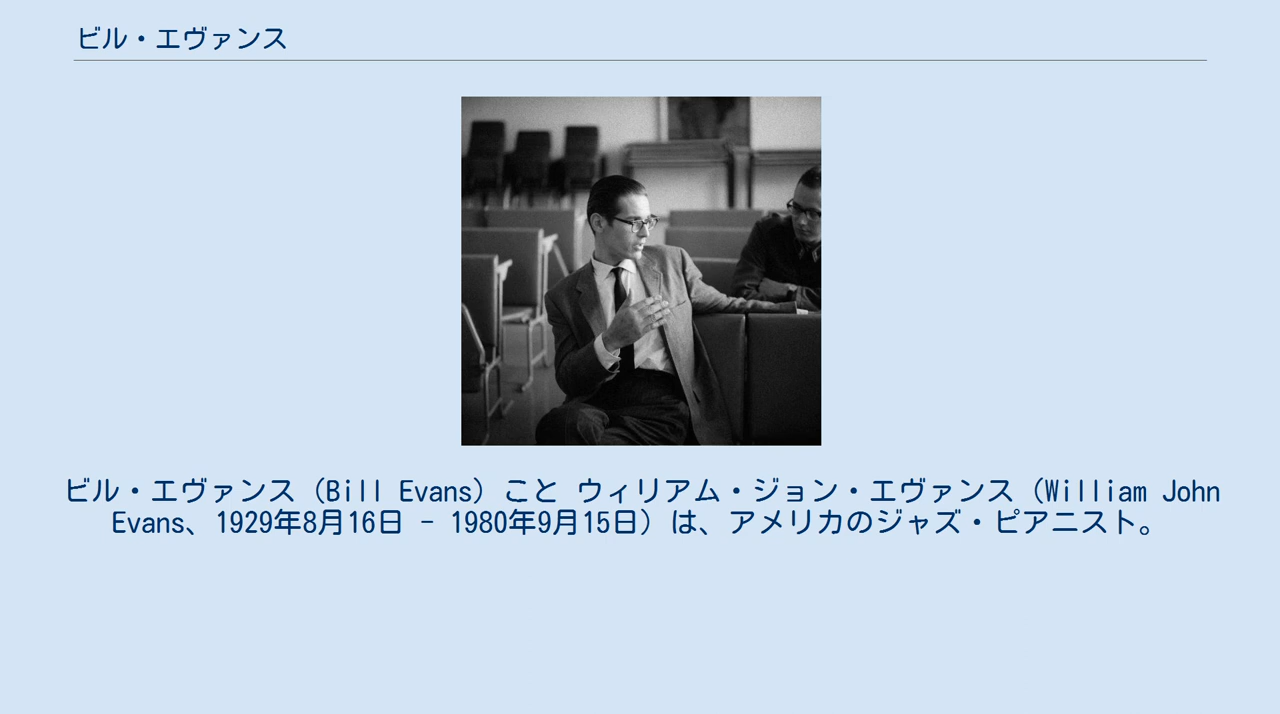 ビル・エヴァンス
ビル・エヴァンス（Bill Evans）こと ウィリアム・ジョン・エヴァンス（William John
Evans、1929年8月16日 - 1980年9月15日）は、アメリカのジャズ・ピアニスト。